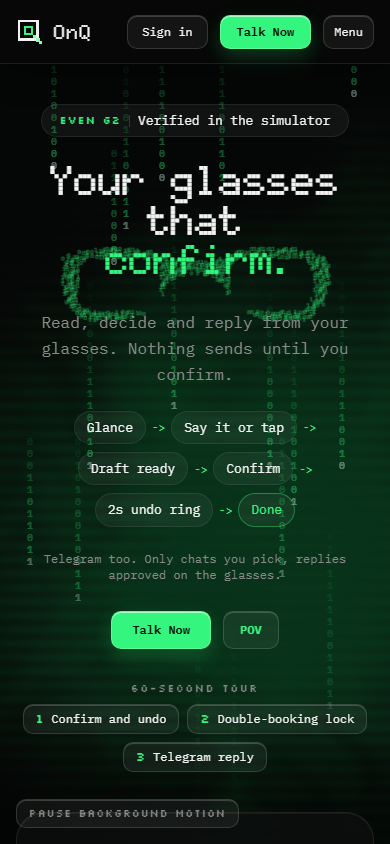 OnQ Sign in Talk Now Menu
EVEN G2 Verified in the simulator
Your glasses
that
confirm.
Read, decide and reply from your
glasses. Nothing sends until you
confirm.
Glance -> Say it or tap ->
Draft ready -> Confirm ->
2s undo ring -> Done
Telegram too. Only chats you pick, replies
approved on the glasses.
Talk Now POV
60-SECOND TOUR
1 Confirm and undo 2 Double-booking lock
3 Telegram reply
PAUSE BACKGROUND MOTION